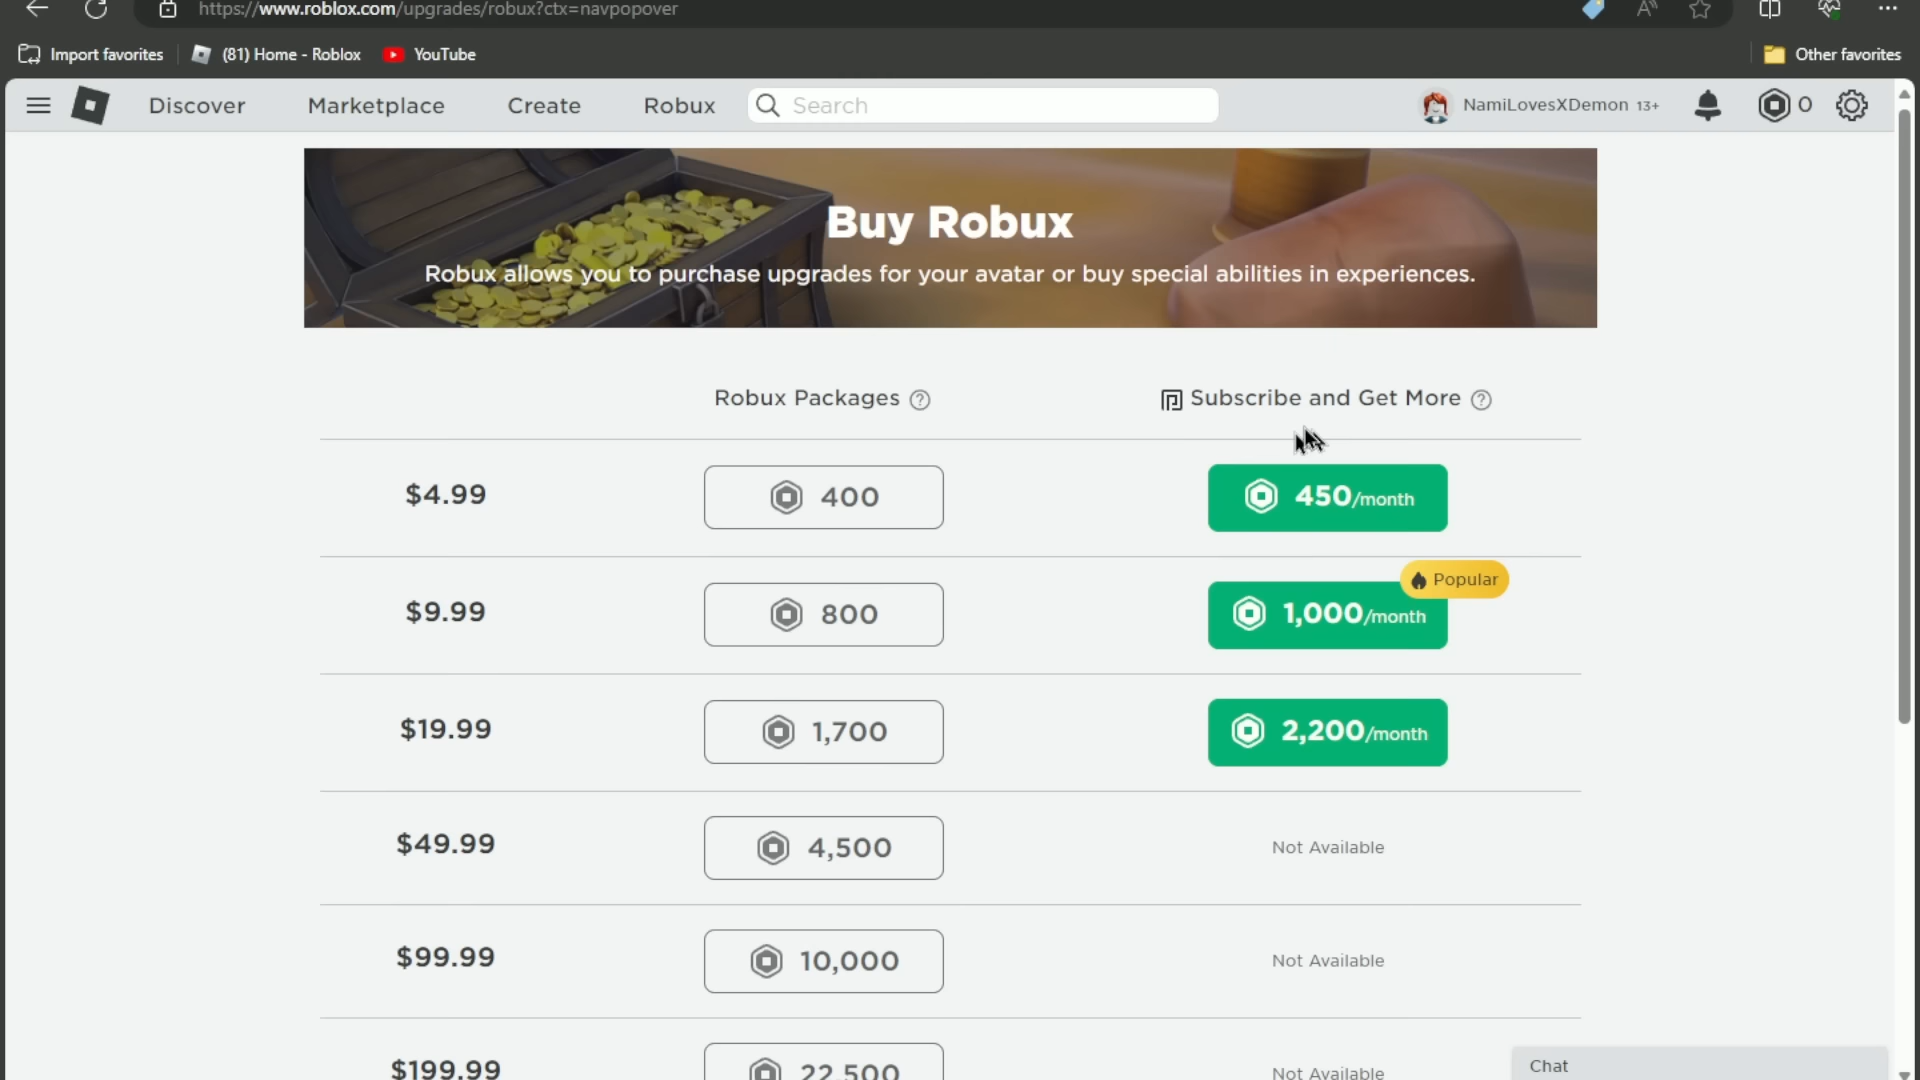 https://www.roblox.com/upgrades/robux?ctx=navpopover
Import favorites
(81) Home - Roblox
YouTube
Other favorites
Discover
Marketplace
Create
Robux
Search
NamiLovesXDemon 13+
0
Buy Robux
Robux allows you to purchase upgrades for your avatar or buy special abilities in experiences.
Robux Packages ?
Subscribe and Get More ?
$4.99
400
450/month
Popular
$9.99
800
1,000/month
$19.99
1,700
2,200/month
$49.99
4,500
Not Available
$99.99
10,000
Not Available
$199.99
22,500
Not Available
Chat